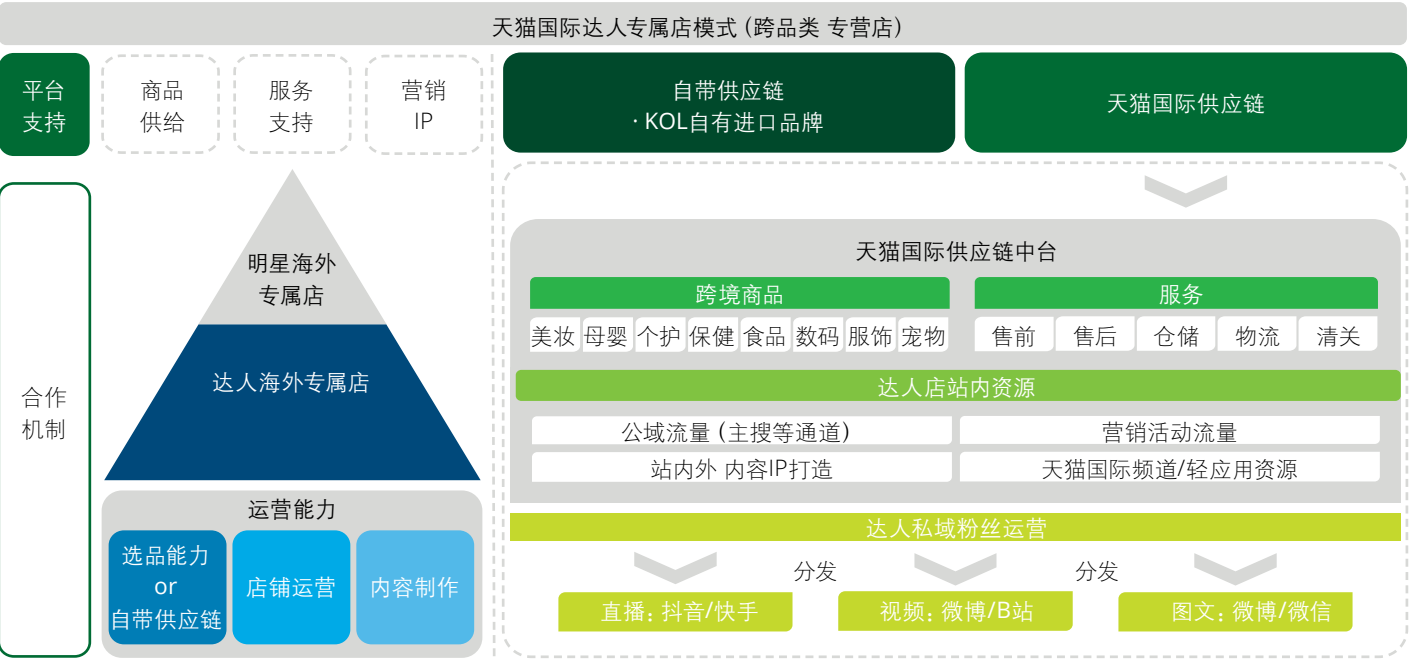 天猫国际达人专属店模式 (跨品类 专营店)
平台
支持
商品
供给
服务
支持
营销
IP
自带供应链
· KOL自有进口品牌
天猫国际供应链
合作
机制
明星海外
专属店
达人海外专属店
运营能力
选品能力
or
自带供应链
店铺运营
内容制作
天猫国际供应链中台
跨境商品
服务
美妆 母婴 个护 保健 食品 数码 服饰 宠物
售前 售后 仓储 物流 清关
达人店站内资源
公域流量 (主搜等通道)
营销活动流量
站内外 内容IP打造
天猫国际频道/轻应用资源
达人私域粉丝运营
分发
分发
直播: 抖音/快手
视频: 微博/B站
图文: 微博/微信